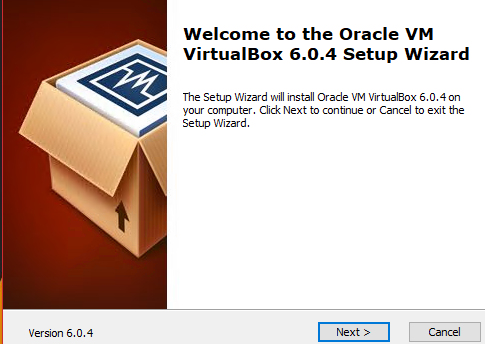 Welcome to the Oracle VM
VirtualBox 6.0.4 Setup Wizard
The Setup Wizard will install Oracle VM VirtualBox 6.0.4 on
your computer. Click Next to continue or Cancel to exit the
Setup Wizard.
Version 6.0.4
Next >
Cancel